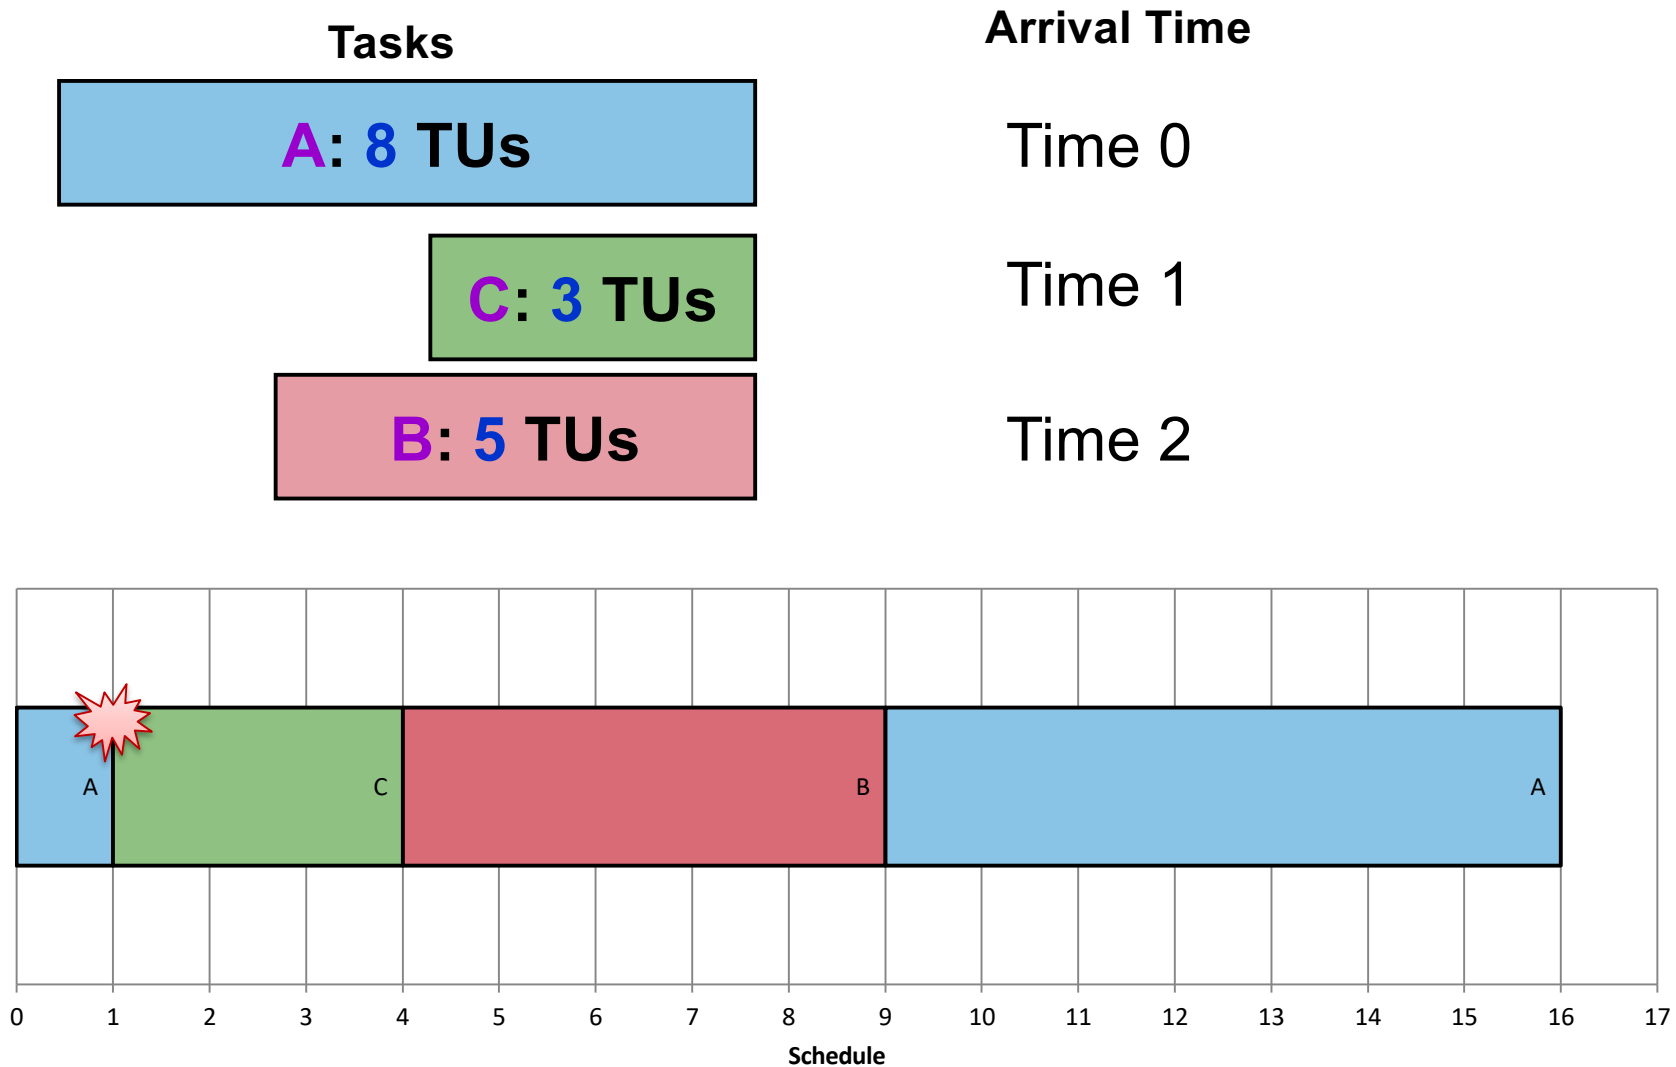 Tasks
Arrival Time
A: 8 TUs
Time 0
C: 3 TUs
Time 1
B: 5 TUs
Time 2
A
C
B
A
0 1 2 3 4 5 6 7 8 9 10 11 12 13 14 15 16 17
Schedule